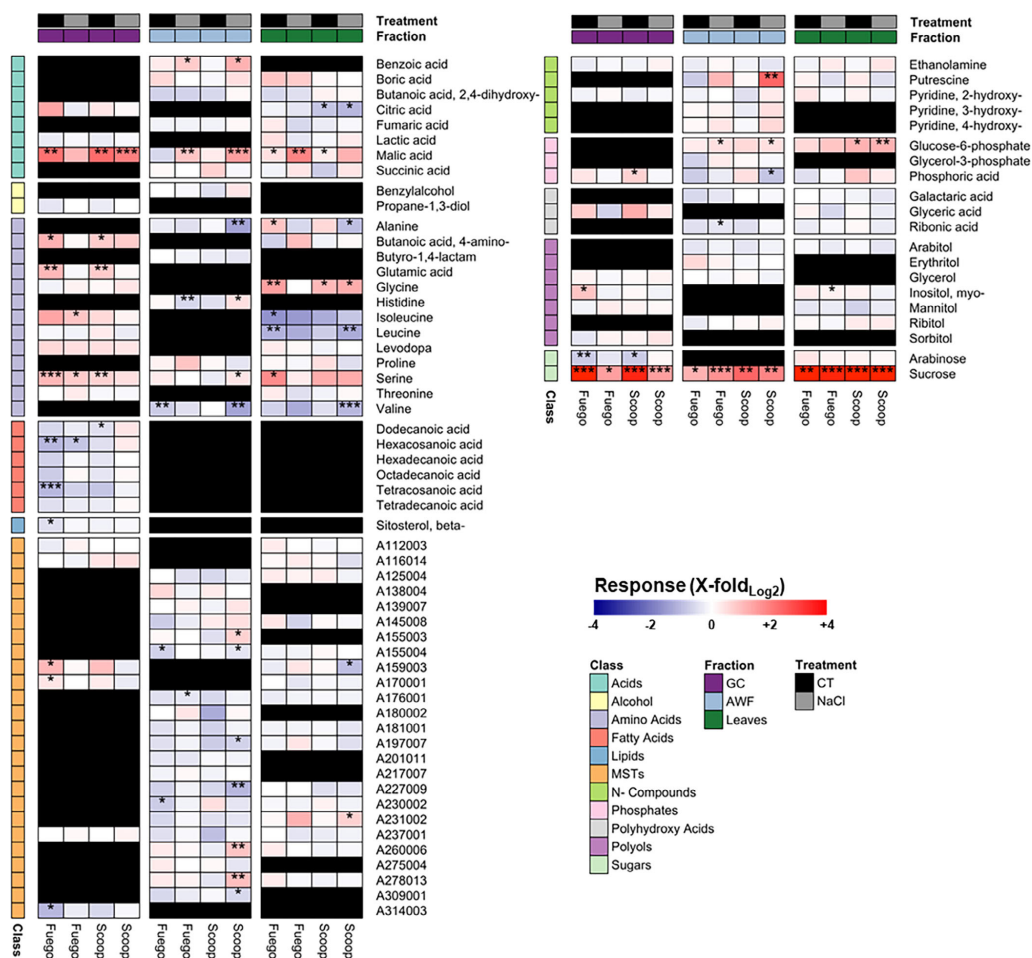 Treatment
Fraction
Benzoic acid
* *
Boric acid
Butanoic acid, 2,4-dihydroxy-
Citric acid
* *
Fumaric acid
Lactic acid
Malic acid
** ** *** ** *** * ** *
Succinic acid
Benzylalcohol
Propane-1,3-diol
Alanine
** * *
Butanoic acid, 4-amino-
* *
Butyro-1,4-lactam
Glutamic acid
** **
Glycine
** * *
Histidine
** *
Isoleucine
* *
Leucine
** **
Levodopa
Proline
Serine
*** * ** * *
Threonine
Valine
** ** ***
Dodecanoic acid
*
Hexacosanoic acid
** *
Hexadecanoic acid
Octadecanoic acid
Tetracosanoic acid
***
Tetradecanoic acid
Sitosterol, beta-
*
A112003
A116014
A125004
A138004
A139007
A145008
A155003
*
A155004
* *
A159003
* *
A170001
*
A176001
*
A180002
A181001
A197007
*
A201011
A217007
A227009
**
A230002
*
A231002
*
A237001
A260006
**
A275004
A278013
**
A309001
*
A314003
*
Class
Fuego Fuego Scoop Scoop Fuego Fuego Scoop Scoop Fuego Fuego Scoop Scoop
Treatment
Fraction
Ethanolamine
Putrescine
**
Pyridine, 2-hydroxy-
Pyridine, 3-hydroxy-
Pyridine, 4-hydroxy-
Glucose-6-phosphate
* * * **
Glycerol-3-phosphate
Phosphoric acid
* *
Galactaric acid
Glyceric acid
Ribonic acid
*
Arabitol
Erythritol
Glycerol
Inositol, myo-
* *
Mannitol
Ribitol
Sorbitol
Arabinose
** *
Sucrose
*** * *** *** * *** ** ** ** *** *** ***
Class
Fuego Fuego Scoop Scoop Fuego Fuego Scoop Scoop Fuego Fuego Scoop Scoop
Response (X-foldLog2)
-4 -2 0 +2 +4
Class
Acids
Alcohol
Amino Acids
Fatty Acids
Lipids
MSTs
N- Compounds
Phosphates
Polyhydroxy Acids
Polyols
Sugars
Fraction
GC
AWF
Leaves
Treatment
CT
NaCl